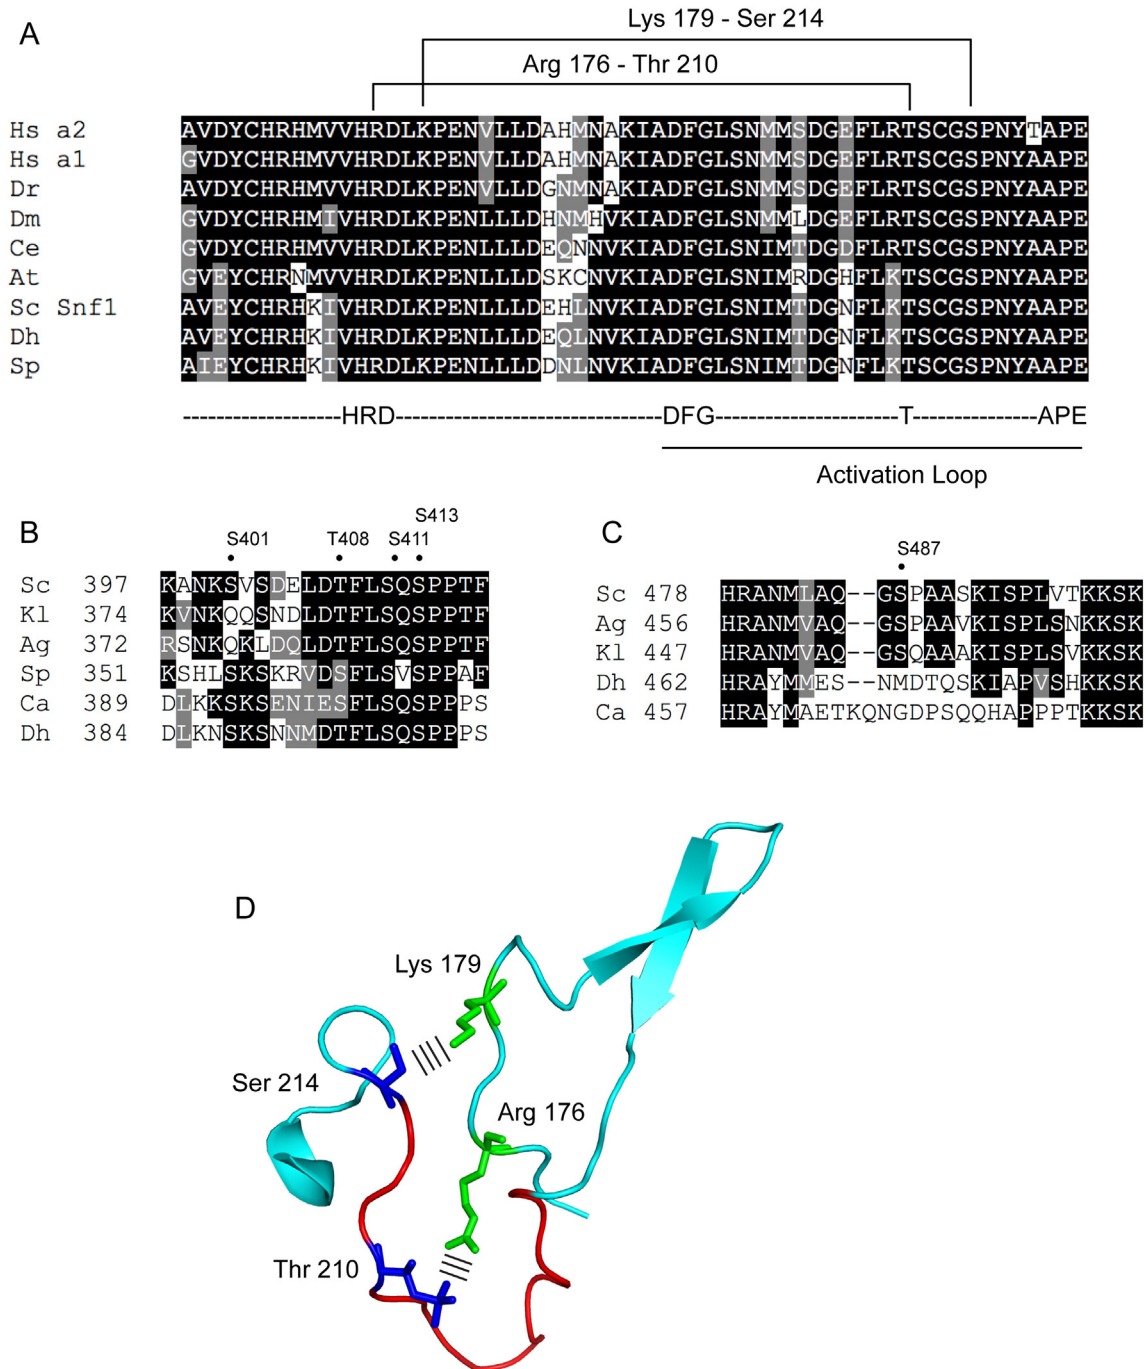 A
Lys 179 - Ser 214
Arg 176 - Thr 210
Hs a2 AVDYCHRHMVVHRDLKPENVLLDAHMNAKIADFGLSNMMSDGEFLRTSCGSPNYTAPE
Hs a1 GVDYCHRHMVVHRDLKPENVLLDAHMNAKIADFGLSNMMSDGEFLRTSCGSPNYAAPE
Dr AVDYCHRHMVVHRDLKPENVLLDGNMNAKIADFGLSNMMSDGEFLRTSCGSPNYAAPE
Dm GVDYCHRHMIVHRDLKPENLLLDHNMHVKIADFGLSNMMLDGEFLRTSCGSPNYAAPE
Ce GVDYCHRHMVVHRDLKPENLLLDEQNNVKIADFGLSNIMTDGDFLRTSCGSPNYAAPE
At GVEYCHRNMVVHRDLKPENLLLDSKCNVKIADFGLSNIMRDGHFLKTSCGSPNYAAPE
Sc Snf1 AVEYCHRHKIVHRDLKPENLLLDEHLNVKIADFGLSNIMTDGNFLKTSCGSPNYAAPE
Dh AVEYCHRHKIVHRDLKPENLLLDEQLNVKIADFGLSNIMTDGNFLKTSCGSPNYAAPE
Sp AIEYCHRHKIVHRDLKPENLLLDDNLNVKIADFGLSNIMTDGNFLKTSCGSPNYAAPE
-------------------HRD--------------------------------DFG----------------------T---------------APE
Activation Loop
B
S401 T408 S411 S413
Sc 397 KANKSVSDELDTFLSQSPPTF
Kl 374 KVNKQQSNDLDTFLSQSPPTF
Ag 372 RSNKQKLDQLDTFLSQSPPTF
Sp 351 KSHLSKSKRVDSFLSVSPPAF
Ca 389 DLKKSKSENIESFLSQSPPPS
Dh 384 DLKNSKSNNMDTFLSQSPPPS
C
S487
Sc 478 HRANMLAQ--GSPAASKISPLVTKKSK
Ag 456 HRANMVAQ--GSPAAVKISPLSNKKSK
Kl 447 HRANMVAQ--GSQAAAKISPLSVKKSK
Dh 462 HRAYMMES--NMDTQSKIAPVSHKKSK
Ca 457 HRAYMAETKQNGDPSQQHAPPPTKKSK
D
Lys 179
Ser 214
Arg 176
Thr 210